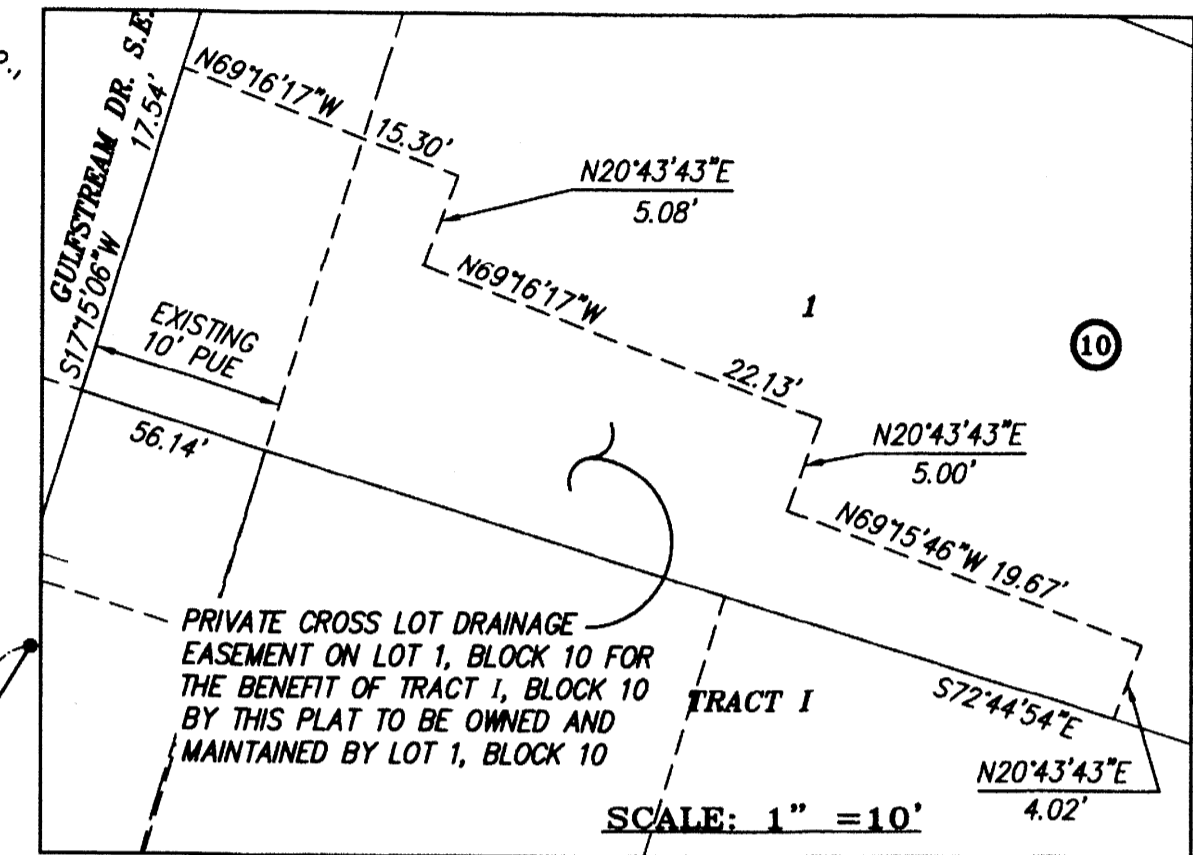 GULFSTREAM DR. S.E.
17.54'
S17°15'06"W
N69°16'17"W
15.30'
N20°43'43"E
5.08'
N69°16'17"W
22.13'
1
10
EXISTING
10' PUE
56.14'
N20°43'43"E
5.00'
N69°15'46"W 19.67'
PRIVATE CROSS LOT DRAINAGE
EASEMENT ON LOT 1, BLOCK 10 FOR
THE BENEFIT OF TRACT I, BLOCK 10
BY THIS PLAT TO BE OWNED AND
MAINTAINED BY LOT 1, BLOCK 10
TRACT I
S72°44'54"E
N20°43'43"E
4.02'
SCALE: 1" =10'